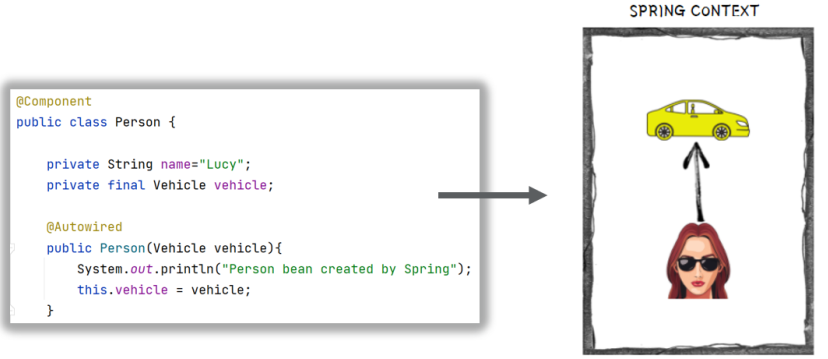 SPRING CONTEXT
@Component
public class Person {
private String name="Lucy";
private final Vehicle vehicle;
@Autowired
public Person(Vehicle vehicle){
System.out.println("Person bean created by Spring");
this.vehicle = vehicle;
}